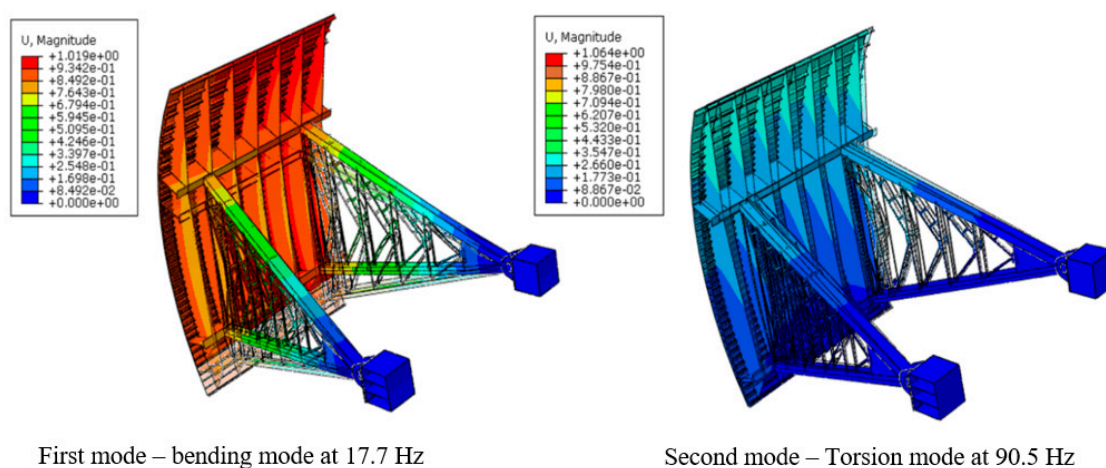 U, Magnitude
+1.019e+00
+9.342e-01
+8.492e-01
+7.643e-01
+6.794e-01
+5.945e-01
+5.095e-01
+4.246e-01
+3.397e-01
+2.548e-01
+1.698e-01
+8.492e-02
+0.000e+00
U, Magnitude
+1.064e+00
+9.754e-01
+8.867e-01
+7.980e-01
+7.094e-01
+6.207e-01
+5.320e-01
+4.433e-01
+3.547e-01
+2.660e-01
+1.773e-01
+8.867e-02
+0.000e+00
First mode – bending mode at 17.7 Hz
Second mode – Torsion mode at 90.5 Hz